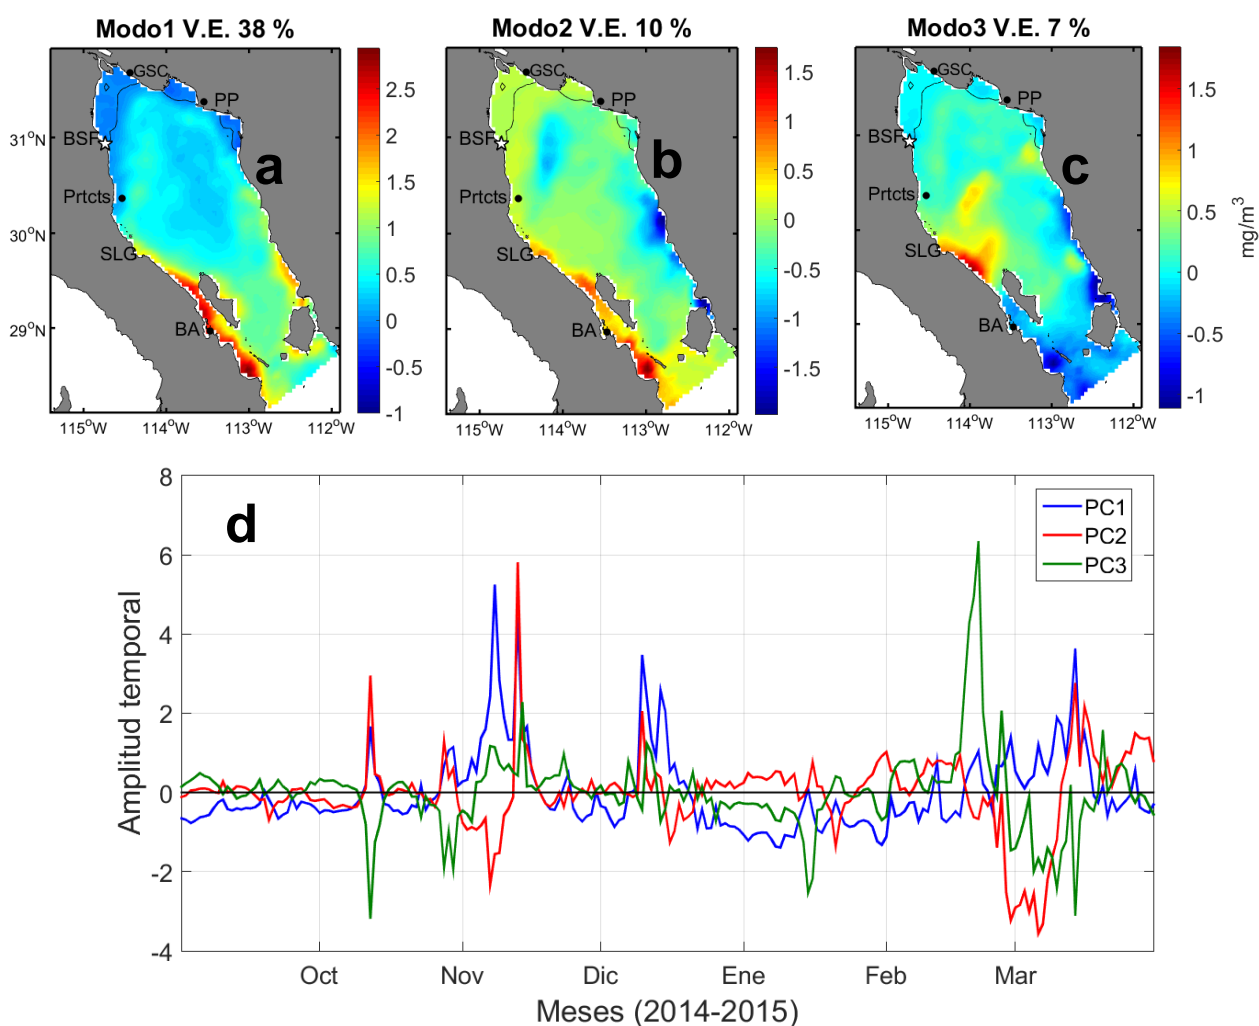 Modo1 V.E. 38 %
Modo2 V.E. 10 %
Modo3 V.E. 7 %
GSC
PP
BSF
a
Prtcts
SLG
BA
31°N
30°N
29°N
115°W
114°W
113°W
112°W
2.5
2
1.5
1
0.5
0
-0.5
-1
GSC
PP
BSF
b
Prtcts
SLG
BA
115°W
114°W
113°W
112°W
1.5
1
0.5
0
-0.5
-1
-1.5
GSC
PP
BSF
c
Prtcts
SLG
BA
115°W
114°W
113°W
112°W
1.5
1
0.5
0
-0.5
-1
mg/m³
d
PC1
PC2
PC3
8
6
4
2
0
-2
-4
Amplitud temporal
Oct
Nov
Dic
Ene
Feb
Mar
Meses (2014-2015)